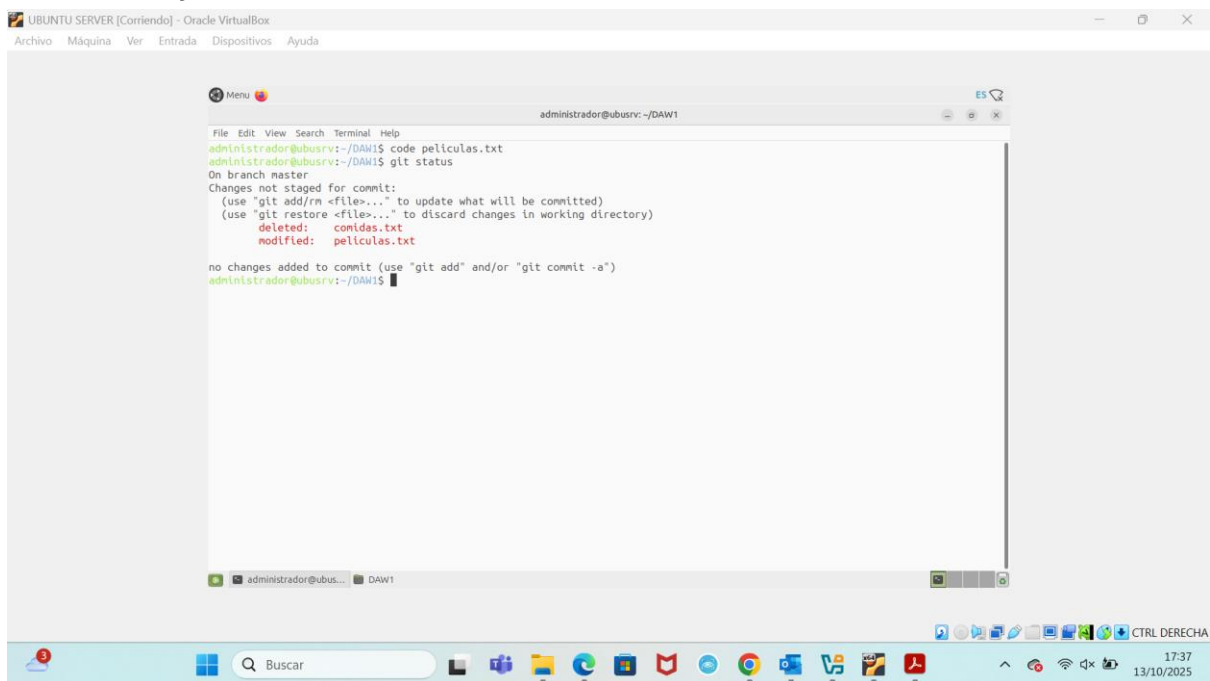 UBUNTU SERVER [Corriendo] - Oracle VirtualBox
Archivo Máquina Ver Entrada Dispositivos Ayuda
Menu
ES
administrador@ubusrv: ~/DAW1
File Edit View Search Terminal Help
administrador@ubusrv:~/DAW1$ code peliculas.txt
administrador@ubusrv:~/DAW1$ git status
On branch master
Changes not staged for commit:
  (use "git add/rm <file>..." to update what will be committed)
  (use "git restore <file>..." to discard changes in working directory)
        deleted:    comidas.txt
        modified:   peliculas.txt
no changes added to commit (use "git add" and/or "git commit -a")
administrador@ubusrv:~/DAW1$
administrador@ubus... DAW1
CTRL DERECHA
3
Buscar
17:37
13/10/2025